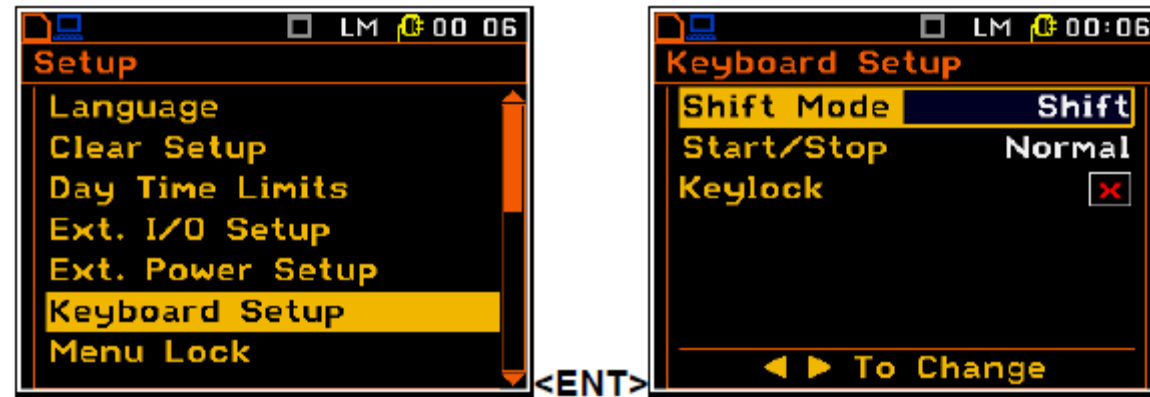 LM 00 06
Setup
Language
Clear Setup
Day Time Limits
Ext. I/O Setup
Ext. Power Setup
Keyboard Setup
Menu Lock
<ENT>
LM 00:06
Keyboard Setup
Shift Mode Shift
Start/Stop Normal
Keylock
To Change